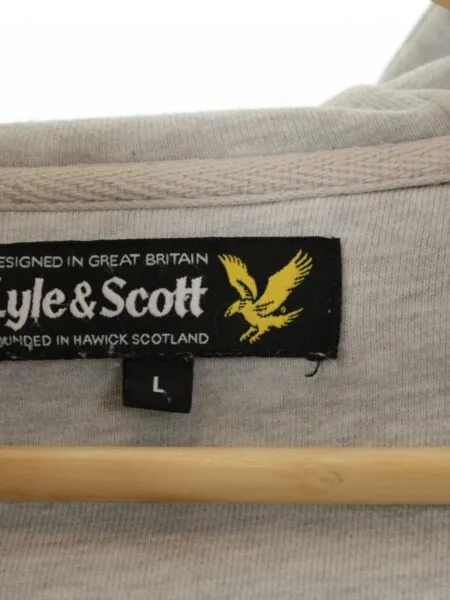 ESIGNED IN GREAT BRITAIN
Lyle&Scott
OUNDED IN HAWICK SCOTLAND
L